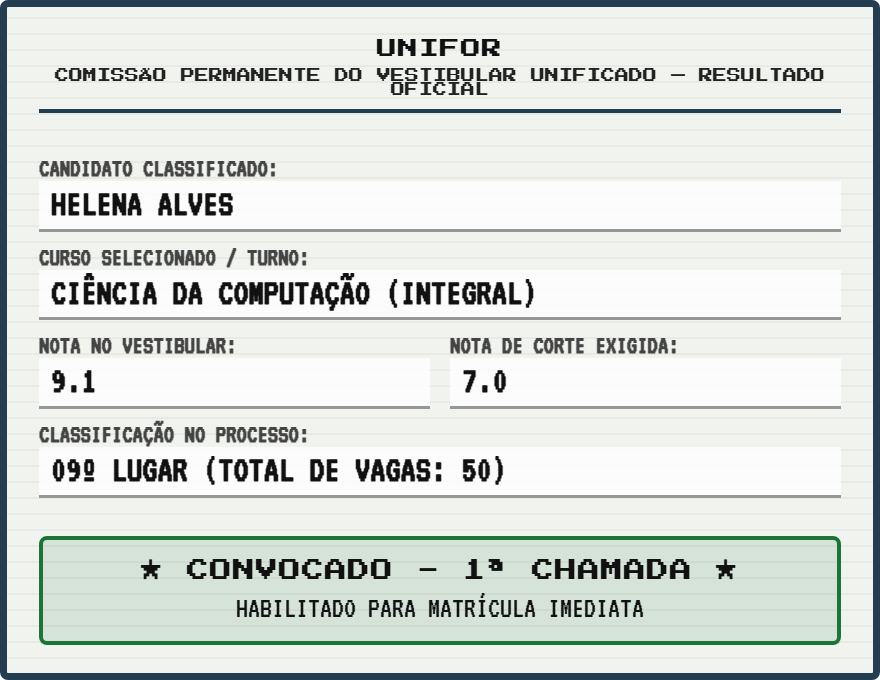 UNIFOR
COMISSÃO PERMANENTE DO VESTIBULAR UNIFICADO — RESULTADO
OFICIAL
CANDIDATO CLASSIFICADO:
HELENA ALVES
CURSO SELECIONADO / TURNO:
CIÊNCIA DA COMPUTAÇÃO (INTEGRAL)
NOTA NO VESTIBULAR:
9.1
NOTA DE CORTE EXIGIDA:
7.0
CLASSIFICAÇÃO NO PROCESSO:
09º LUGAR (TOTAL DE VAGAS: 50)
★ CONVOCADO - 1ª CHAMADA ★
HABILITADO PARA MATRÍCULA IMEDIATA